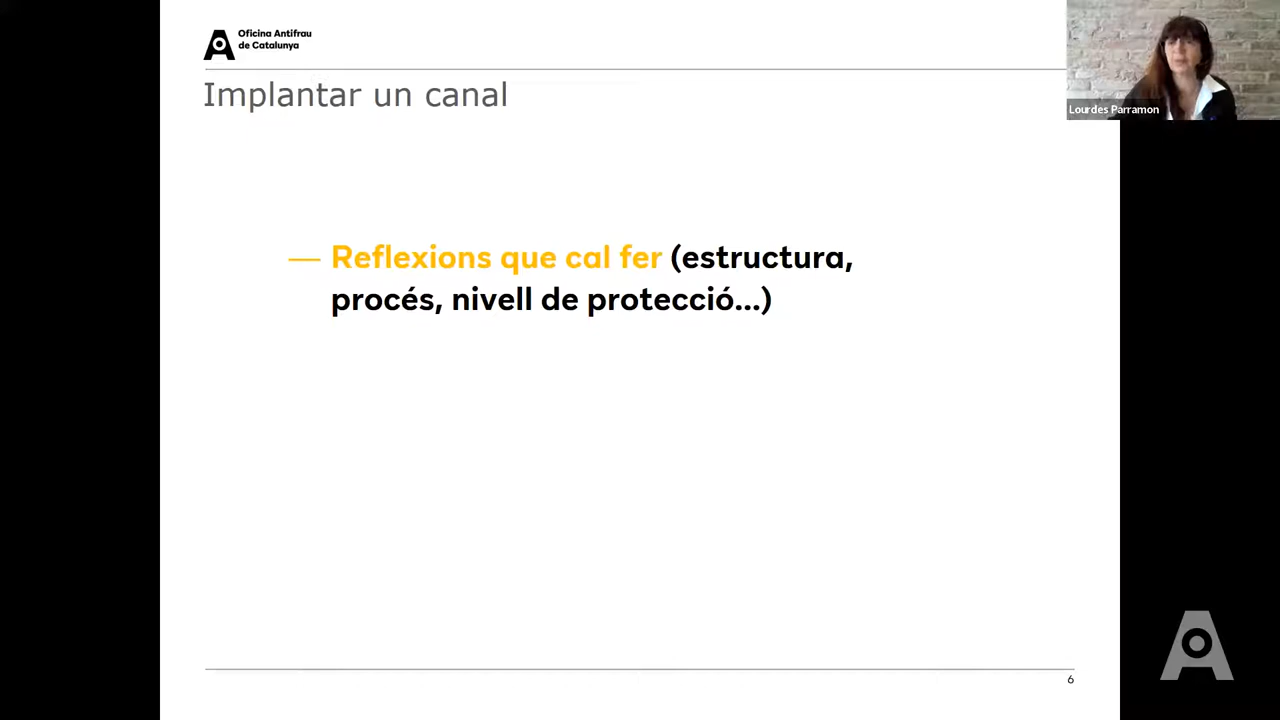 Oficina Antifrau
de Catalunya
Implantar un canal
Lourdes Parramon
— Reflexions que cal fer (estructura,
procés, nivell de protecció...)
6